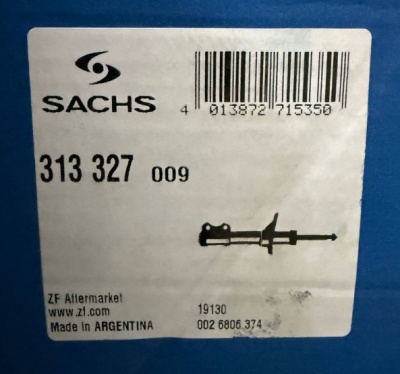 SACHS
4 013872 715350
313 327 009
ZF Aftermarket
www.zf.com
Made in ARGENTINA
19130
002 6806 374